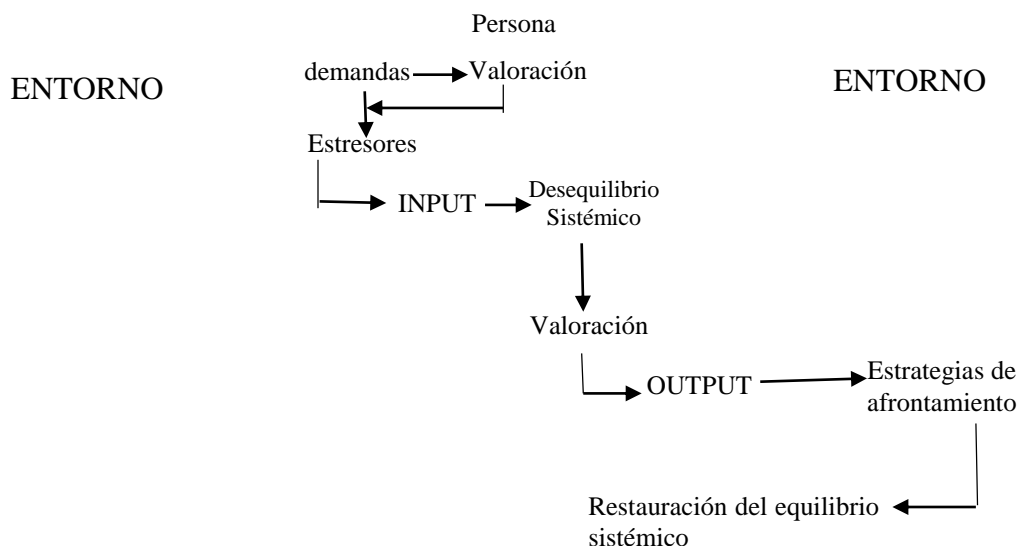 Persona
ENTORNO
demandas
Valoración
ENTORNO
Estresores
INPUT
Desequilibrio
Sistémico
Valoración
OUTPUT
Estrategias de
afrontamiento
Restauración del equilibrio
sistémico